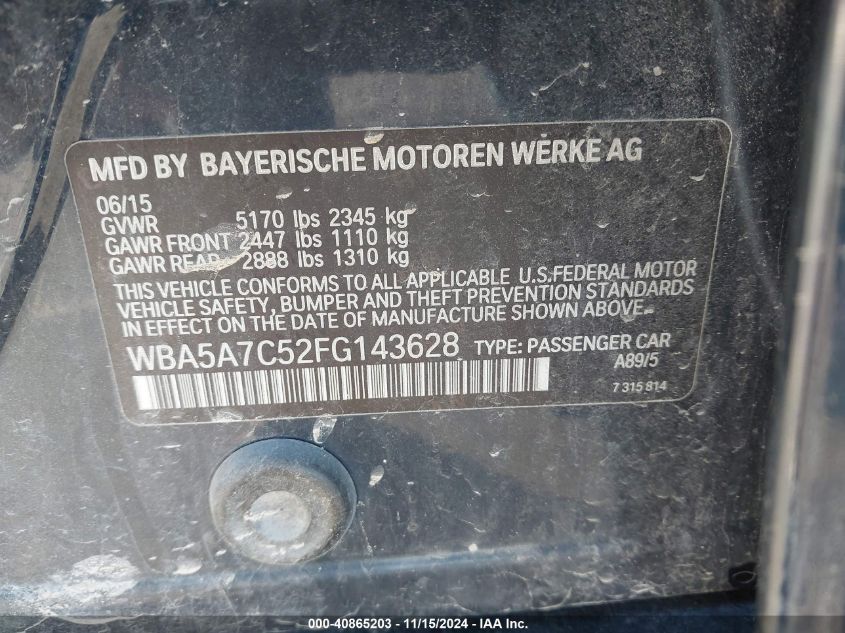 MFD BY BAYERISCHE MOTOREN WERKE AG
06/15
GVWR 5170 lbs 2345 kg
GAWR FRONT 2447 lbs 1110 kg
GAWR REAR 2888 lbs 1310 kg
THIS VEHICLE CONFORMS TO ALL APPLICABLE U.S.FEDERAL MOTOR
VEHICLE SAFETY, BUMPER AND THEFT PREVENTION STANDARDS
IN EFFECT ON THE DATE OF MANUFACTURE SHOWN ABOVE.
WBA5A7C52FG143628 TYPE: PASSENGER CAR
A89/5
7 315 814
000-40865203 - 11/15/2024 - IAA Inc.